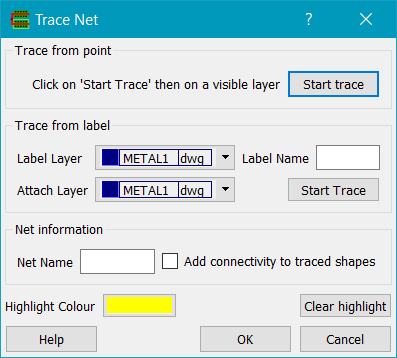 Trace Net
?
Trace from point
Click on 'Start Trace' then on a visible layer Start trace
Trace from label
Label Layer METAL1 dwg Label Name
Attach Layer METAL1 dwg Start Trace
Net information
Net Name Add connectivity to traced shapes
Highlight Colour Clear highlight
Help OK Cancel